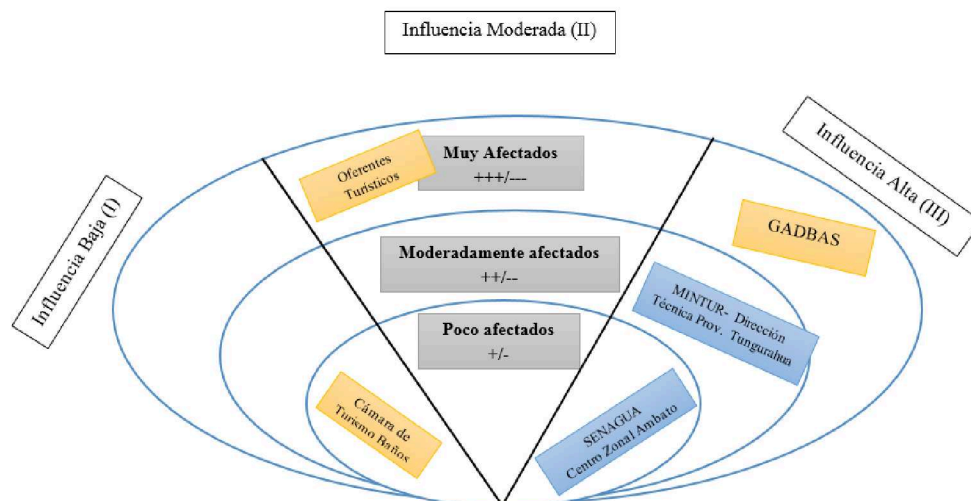 Influencia Moderada (II)
Influencia Baja (I)
Oferentes
Turísticos
Muy Afectados
+++/---
Influencia Alta (III)
GADBAS
Moderadamente afectados
++/--
MINTUR- Dirección
Técnica Prov. Tungurahua
Poco afectados
+/-
Cámara de
Turismo Baños
SENAGUA
Centro Zonal Ambato